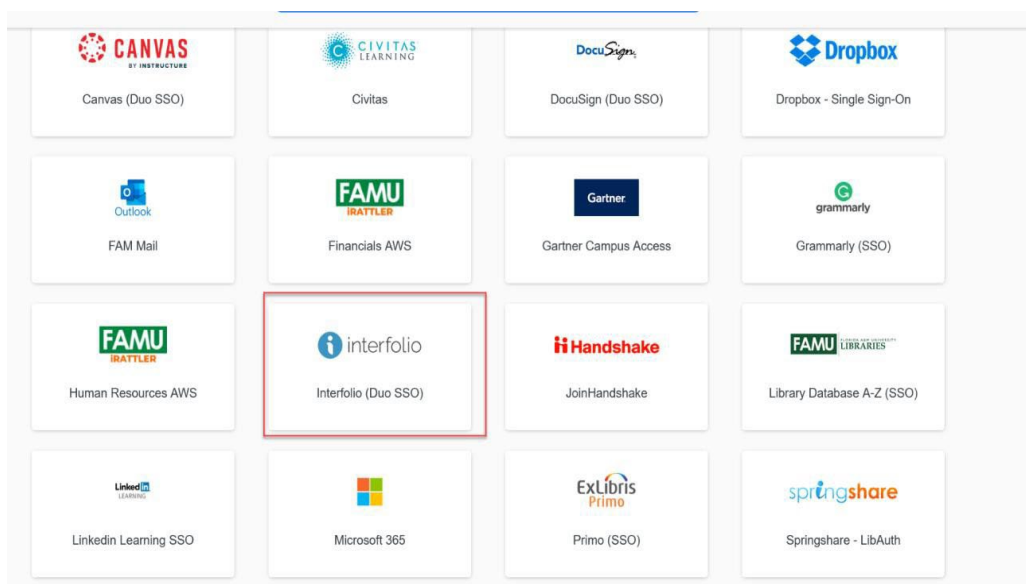 CANVAS
BY INSTRUCTURE
Canvas (Duo SSO)
CIVITAS
LEARNING
Civitas
DocuSign
DocuSign (Duo SSO)
Dropbox
Dropbox - Single Sign-On
Outlook
FAM Mail
FAMU
iRATTLER
Financials AWS
Gartner
Gartner Campus Access
grammarly
Grammarly (SSO)
FAMU
iRATTLER
Human Resources AWS
interfolio
Interfolio (Duo SSO)
Handshake
JoinHandshake
FAMU
FLORIDA A&M UNIVERSITY
LIBRARIES
Library Database A-Z (SSO)
Linked in
LEARNING
Linkedin Learning SSO
Microsoft 365
ExLibris
Primo
Primo (SSO)
springshare
Springshare - LibAuth